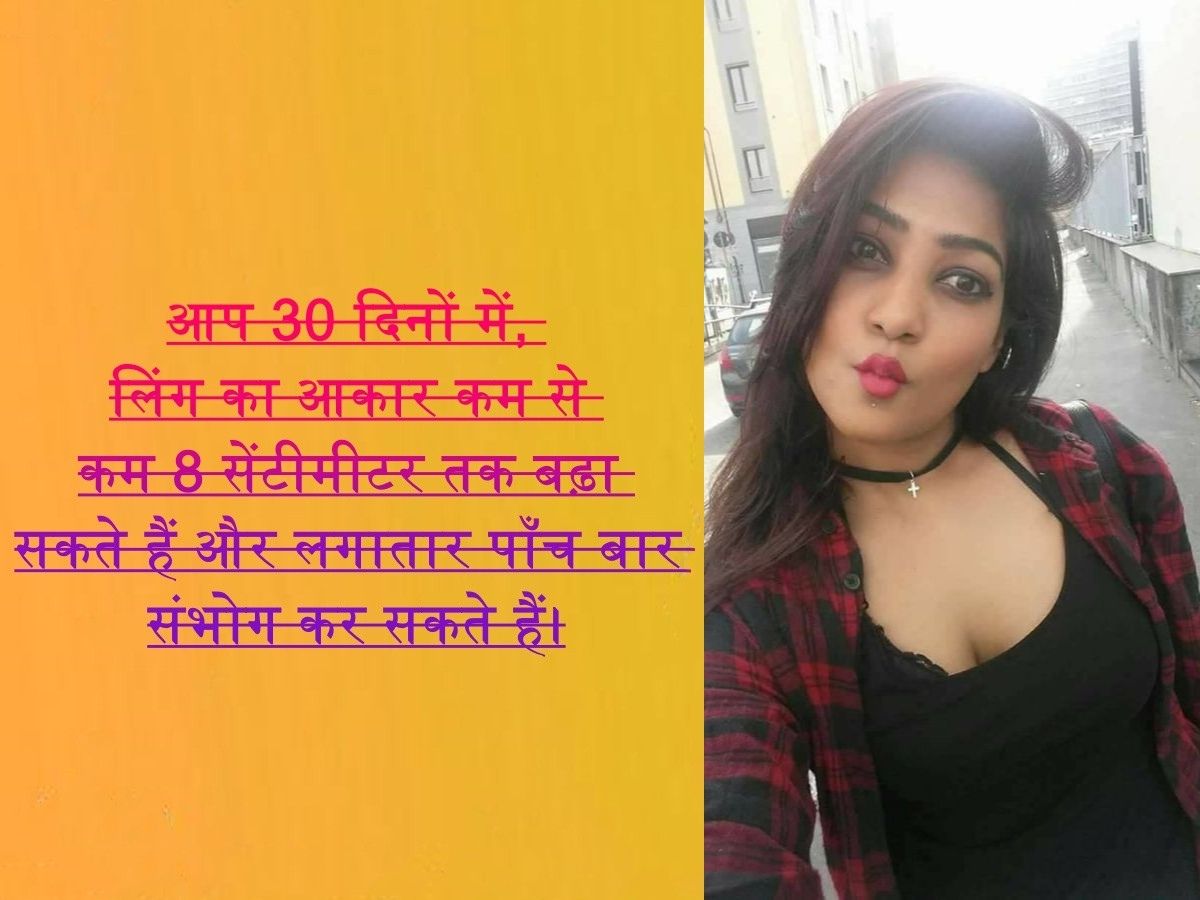 आप 30 दिनों में,
लिंग का आकार कम से
कम 8 सेंटीमीटर तक बढ़ा
सकते हैं और लगातार पाँच बार
संभोग कर सकते हैं।